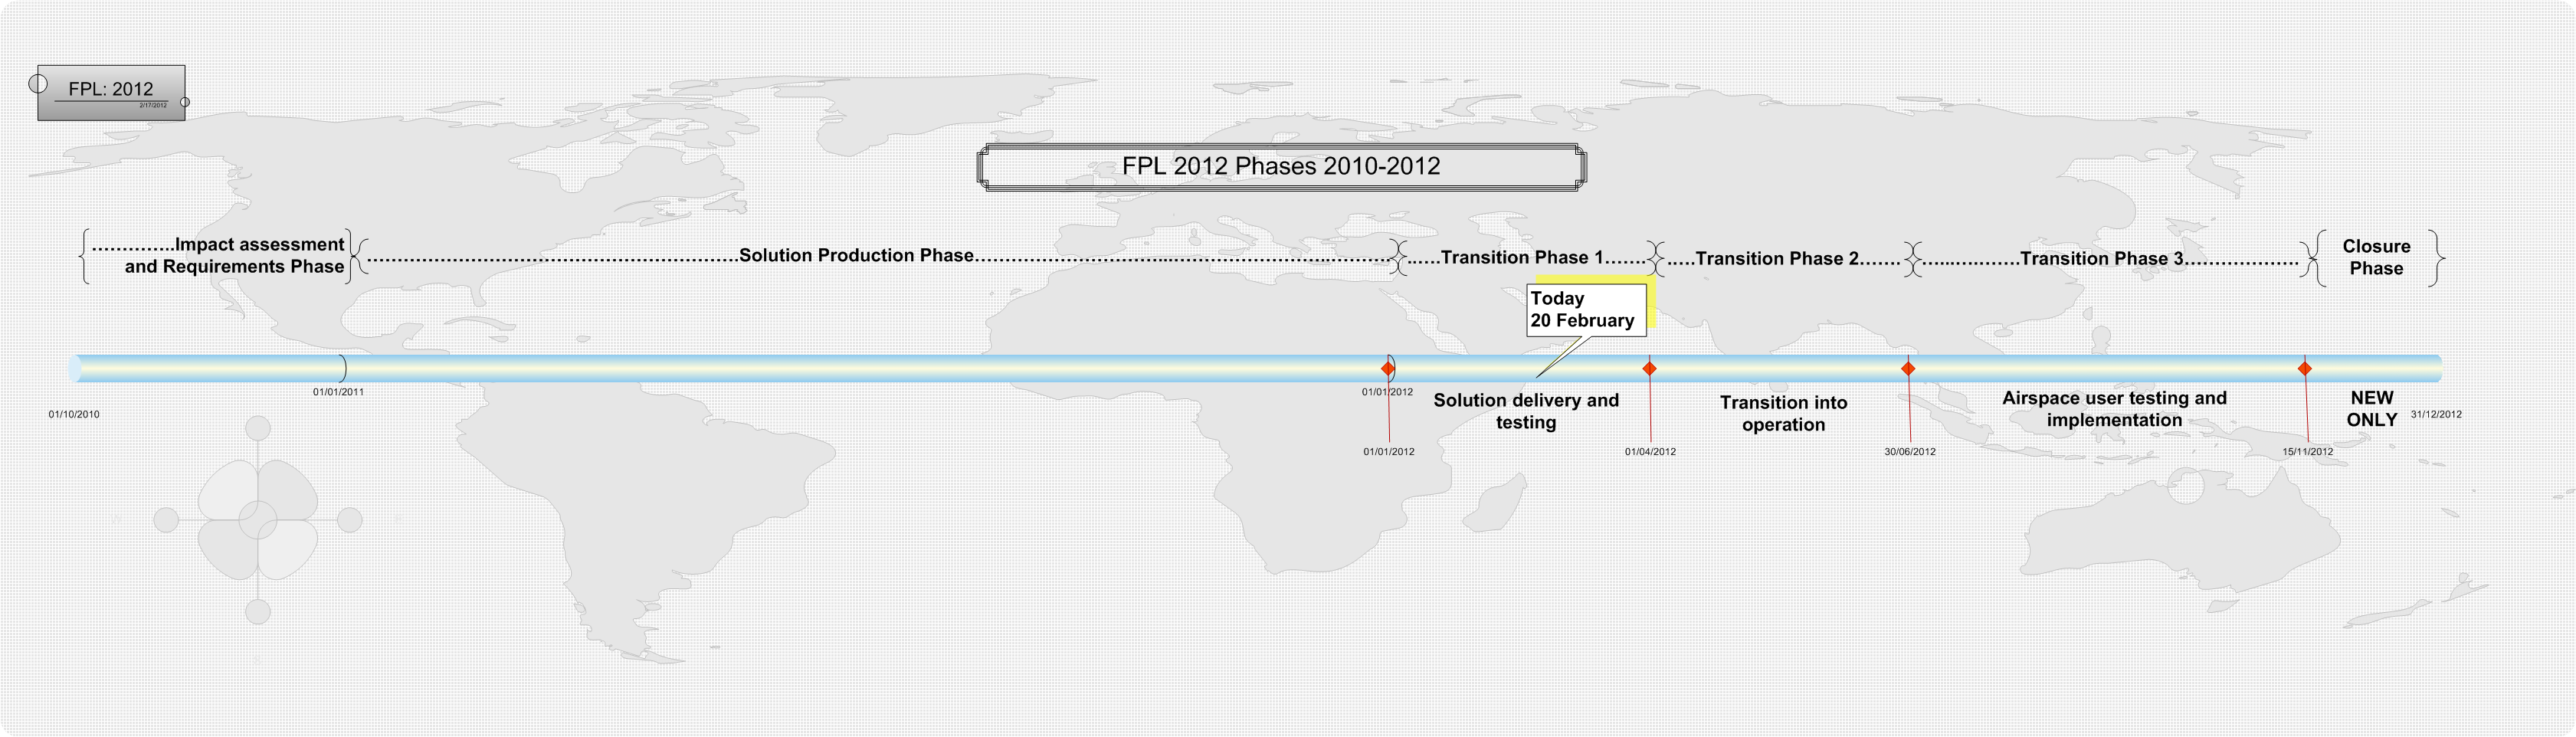 FPL: 2012
2/17/2012
FPL 2012 Phases 2010-2012
Impact assessment
and Requirements Phase
Solution Production Phase
Transition Phase 1
Transition Phase 2
Transition Phase 3
Closure
Phase
Today
20 February
01/10/2010
01/01/2011
01/01/2012
Solution delivery and
testing
Transition into
operation
Airspace user testing and
implementation
NEW
ONLY
31/12/2012
01/01/2012
01/04/2012
30/06/2012
15/11/2012